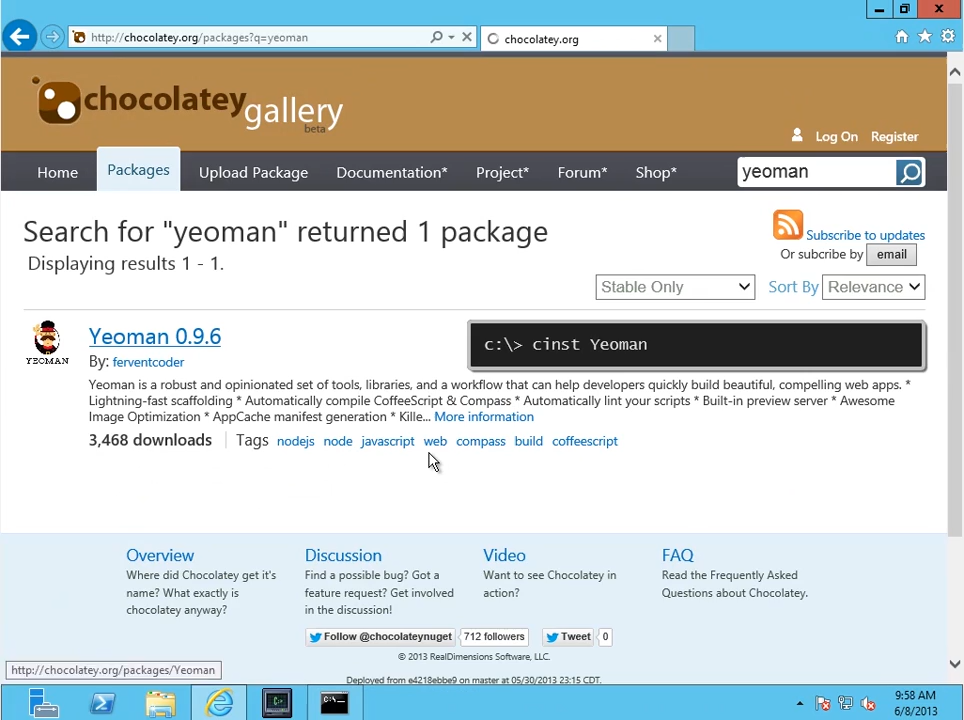 http://chocolatey.org/packages?q=yeoman
chocolatey.org
chocolatey gallery
beta
Log On Register
Home Packages Upload Package Documentation* Project* Forum* Shop* yeoman
Search for "yeoman" returned 1 package
Displaying results 1 - 1.
Subscribe to updates
Or subcribe by email
Stable Only Sort By Relevance
YEOMAN
Yeoman 0.9.6
By: ferventcoder
c:\> cinst Yeoman
Yeoman is a robust and opinionated set of tools, libraries, and a workflow that can help developers quickly build beautiful, compelling web apps. *
Lightning-fast scaffolding * Automatically compile CoffeeScript & Compass * Automatically lint your scripts * Built-in preview server * Awesome
Image Optimization * AppCache manifest generation * Kille... More information
3,468 downloads Tags nodejs node javascript web compass build coffeescript
Overview
Where did Chocolatey get it's
name? What exactly is
chocolatey anyway?
Discussion
Find a possible bug? Got a
feature request? Get involved
in the discussion!
Video
Want to see Chocolatey in
action?
FAQ
Read the Frequently Asked
Questions about Chocolatey.
Follow @chocolateynuget 712 followers Tweet 0
© 2013 RealDimensions Software, LLC.
Deployed from e4218ebbe9 on master at 05/30/2013 23:15 CDT.
http://chocolatey.org/packages/Yeoman
9:58 AM
6/8/2013